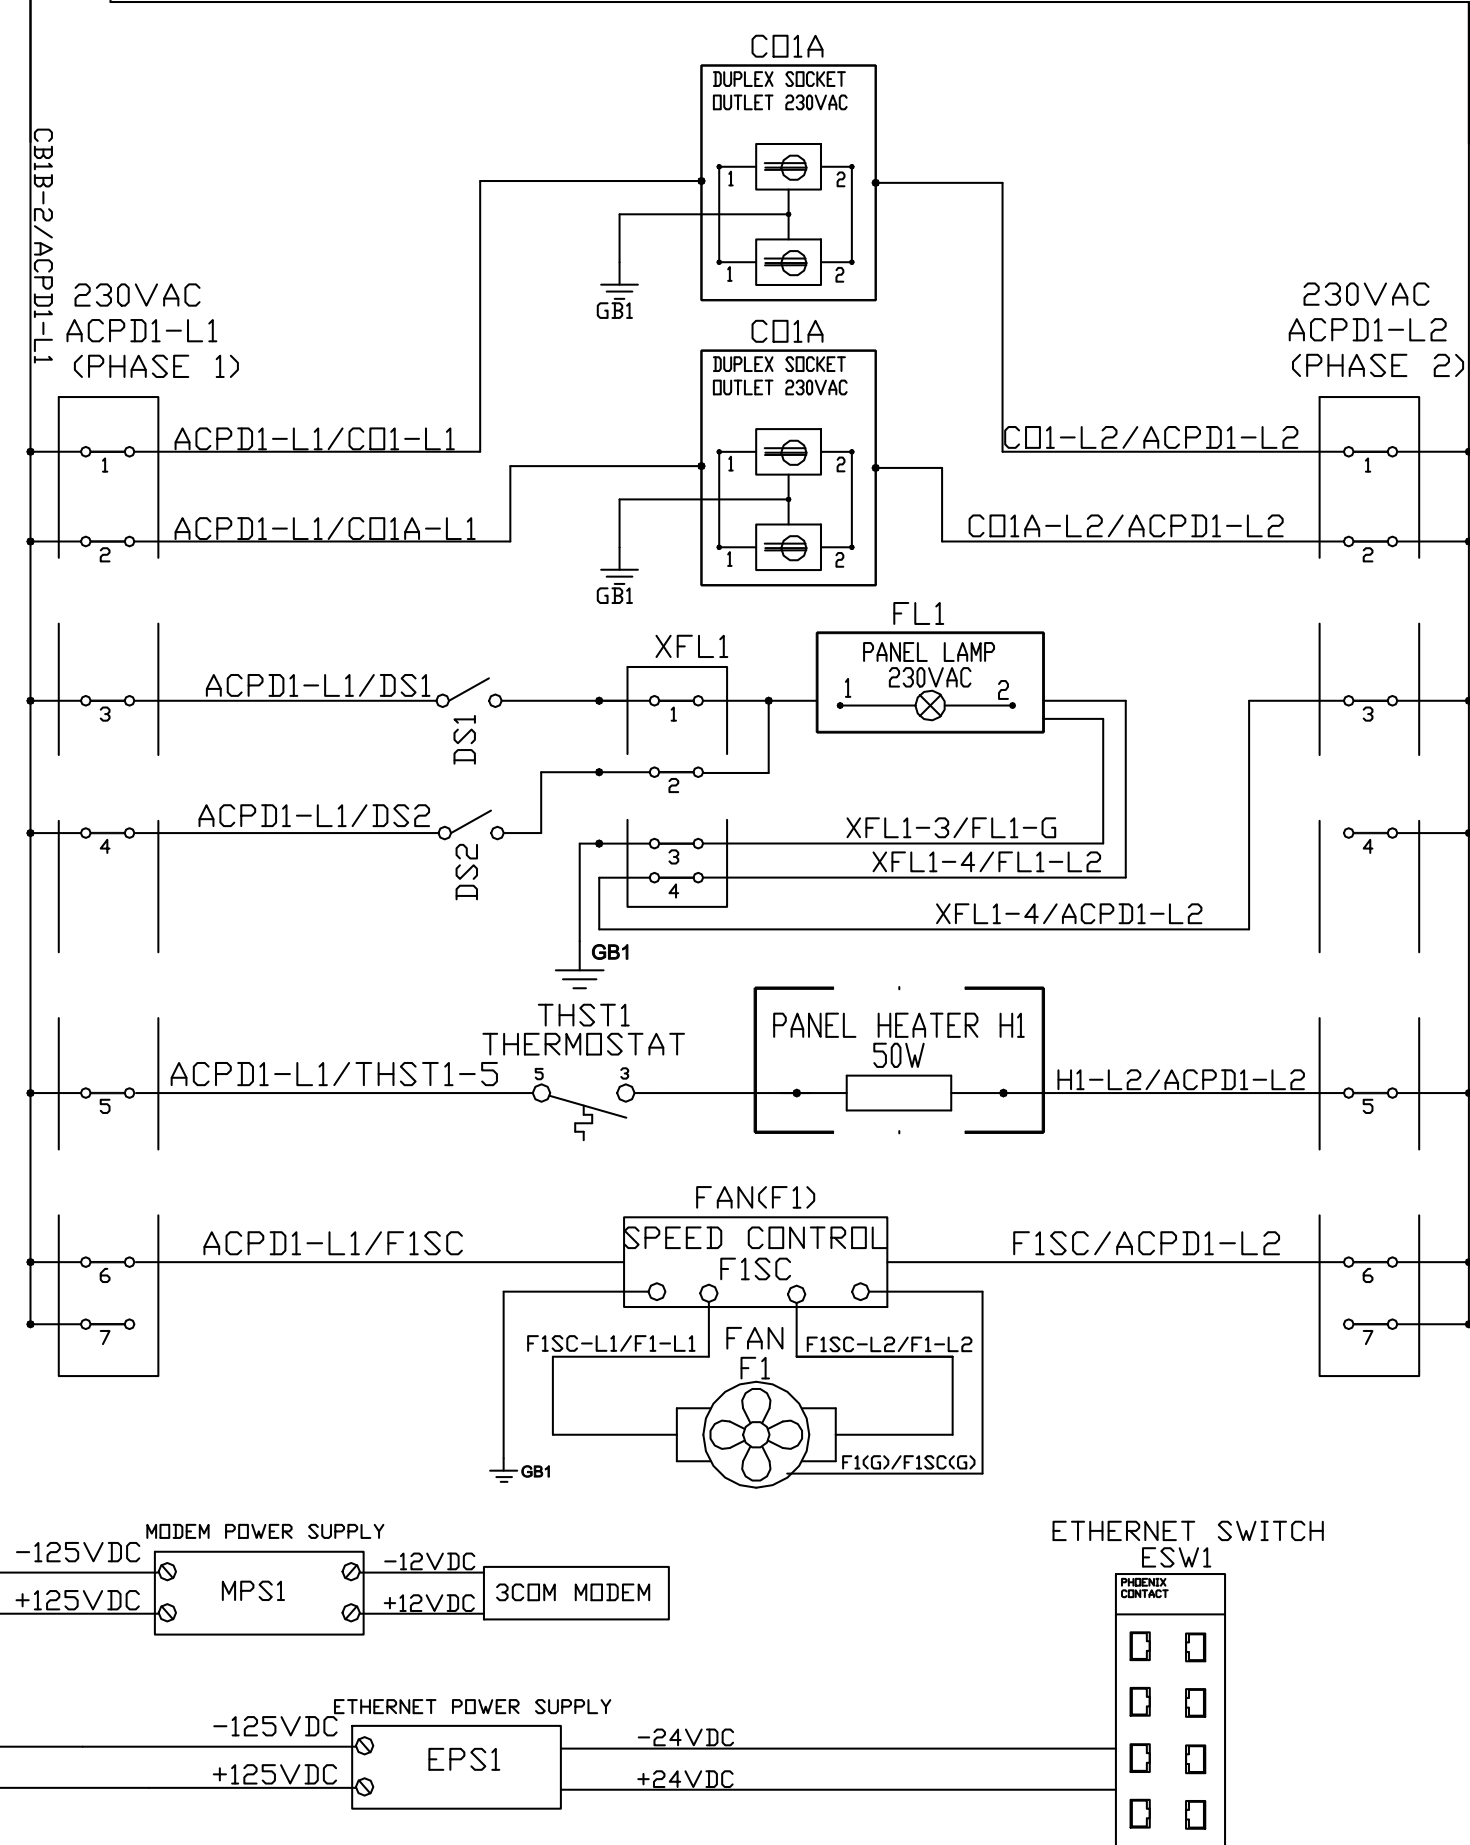 CO1A
DUPLEX SOCKET
OUTLET 230VAC
1 2
1 2
GB1
CB1B-2/ACPD1-L1
230VAC
ACPD1-L1
(PHASE 1)
230VAC
ACPD1-L2
(PHASE 2)
CO1A
DUPLEX SOCKET
OUTLET 230VAC
1 2
1 2
GB1
ACPD1-L1/CO1-L1
CO1-L2/ACPD1-L2
1 1
ACPD1-L1/CO1A-L1
CO1A-L2/ACPD1-L2
2 2
FL1
PANEL LAMP
230VAC
1 2
XFL1
ACPD1-L1/DS1
3 1 3
DS1
2
ACPD1-L1/DS2
4 4
DS2
XFL1-3/FL1-G
3
XFL1-4/FL1-L2
4
XFL1-4/ACPD1-L2
GB1
THST1
THERMOSTAT
5 3
PANEL HEATER H1
50W
ACPD1-L1/THST1-5
H1-L2/ACPD1-L2
5 5
FAN(F1)
SPEED CONTROL
F1SC
ACPD1-L1/F1SC
F1SC/ACPD1-L2
6 6
7 7
F1SC-L1/F1-L1
FAN
F1
F1SC-L2/F1-L2
F1(G)/F1SC(G)
GB1
MODEM POWER SUPPLY
-125VDC
+125VDC
MPS1
-12VDC
+12VDC
3COM MODEM
ETHERNET SWITCH
ESW1
PHOENIX
CONTACT
ETHERNET POWER SUPPLY
-125VDC
+125VDC
EPS1
-24VDC
+24VDC